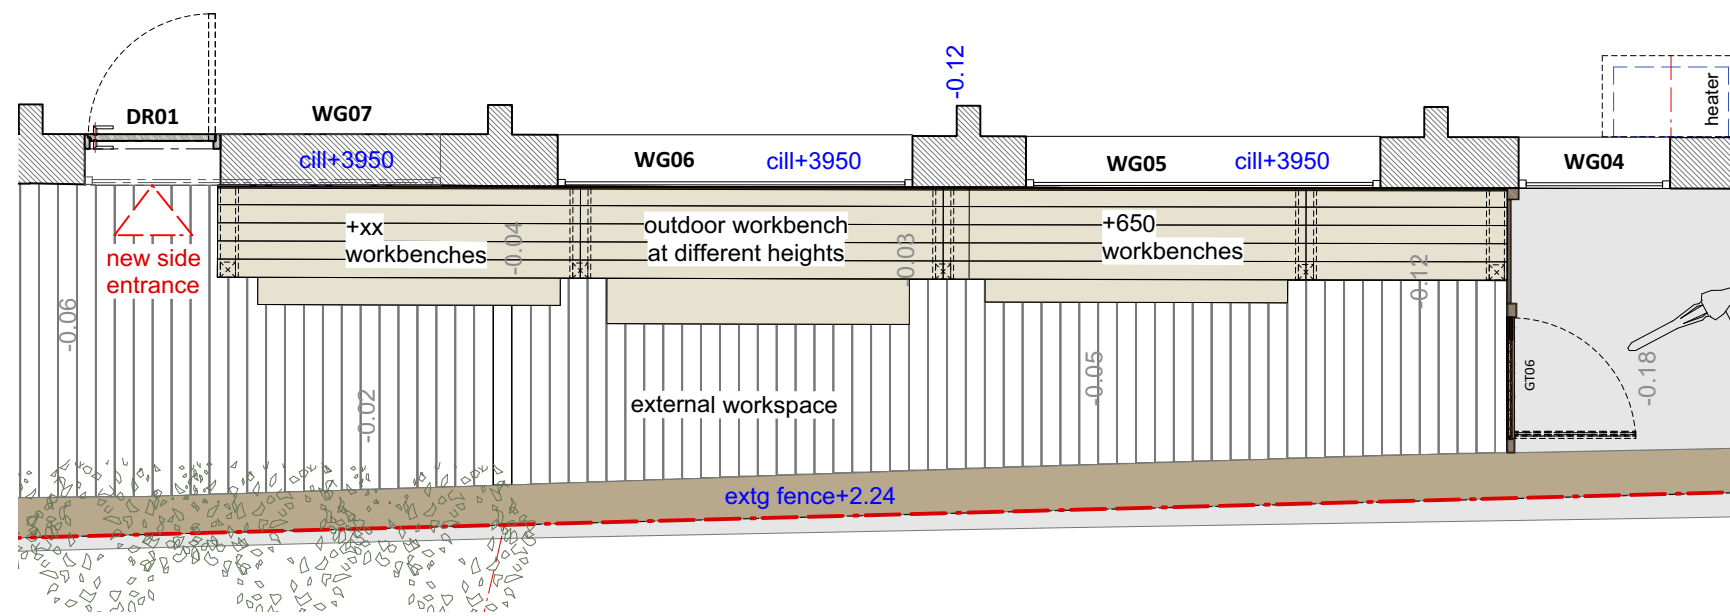 -0.12
heater
DR01
WG07
cill+3950
WG06
cill+3950
WG05
cill+3950
WG04
+xx
workbenches
-0.04
outdoor workbench
at different heights
-0.03
+650
workbenches
-0.12
new side
entrance
-0.06
-0.02
external workspace
-0.05
GT06
-0.18
extg fence+2.24